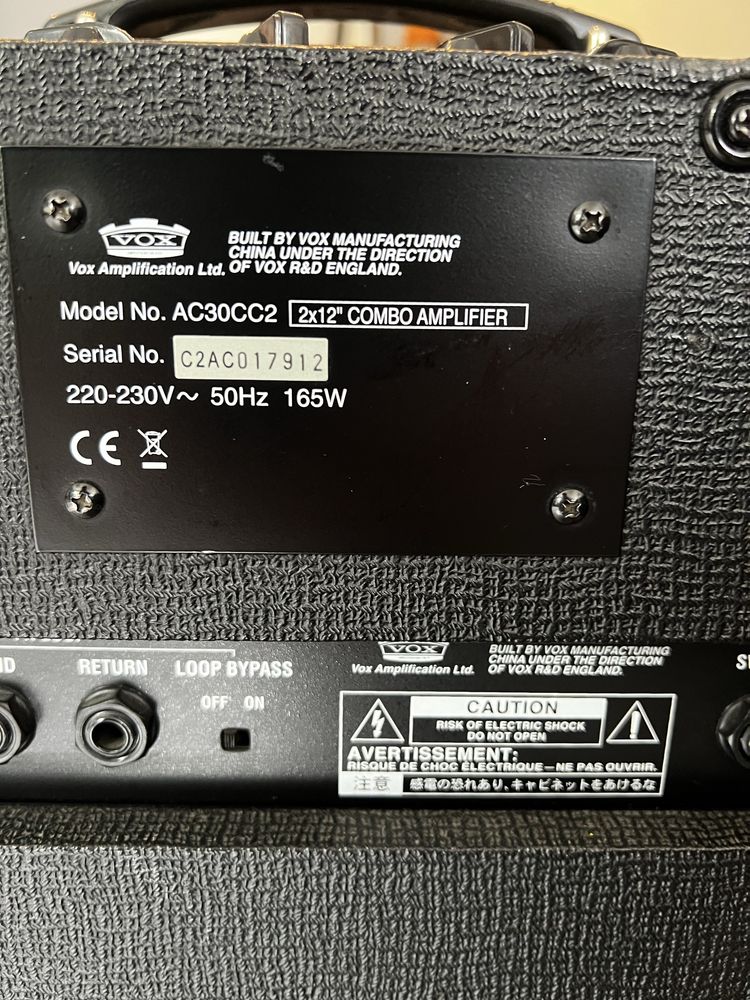 VOX
Vox Amplification Ltd.
BUILT BY VOX MANUFACTURING
CHINA UNDER THE DIRECTION
OF VOX R&D ENGLAND.
Model No. AC30CC2 2x12" COMBO AMPLIFIER
Serial No. C2AC017912
220-230V~ 50Hz 165W
CE
RETURN
LOOP BYPASS
OFF ON
VOX
Vox Amplification Ltd.
BUILT BY VOX MANUFACTURING
CHINA UNDER THE DIRECTION
OF VOX R&D ENGLAND.
CAUTION
RISK OF ELECTRIC SHOCK
DO NOT OPEN
AVERTISSEMENT:
RISQUE DE CHOC ÉLECTRIQUE—NE PAS OUVRIR.
注意 感電の恐れあり、キャビネットをあけるな